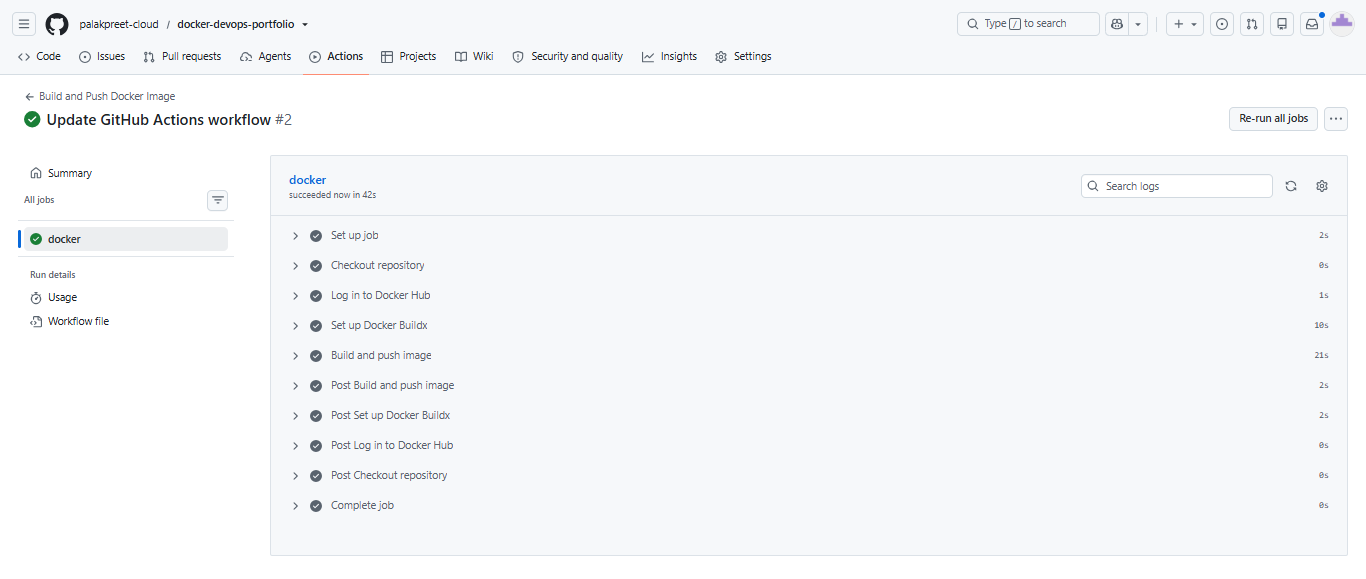 palakpreet-cloud / docker-devops-portfolio
Type / to search
Code Issues Pull requests Agents Actions Projects Wiki Security and quality Insights Settings
← Build and Push Docker Image
Update GitHub Actions workflow #2
Re-run all jobs
Summary
All jobs
docker
Run details
Usage
Workflow file
docker
succeeded now in 42s
Search logs
Set up job 2s
Checkout repository 0s
Log in to Docker Hub 1s
Set up Docker Buildx 10s
Build and push image 21s
Post Build and push image 2s
Post Set up Docker Buildx 2s
Post Log in to Docker Hub 0s
Post Checkout repository 0s
Complete job 0s